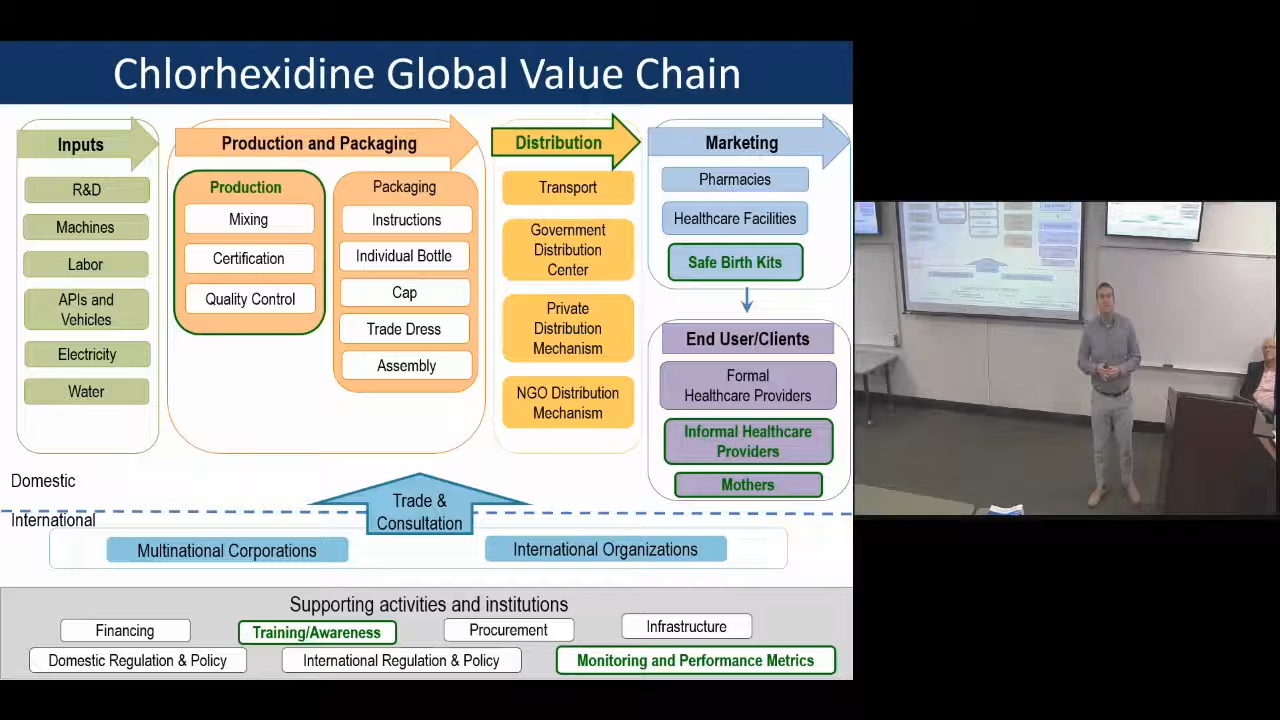 Chlorhexidine Global Value Chain
Inputs
R&D
Machines
Labor
APIs and
Vehicles
Electricity
Water
Production and Packaging
Production
Mixing
Certification
Quality Control
Packaging
Instructions
Individual Bottle
Cap
Trade Dress
Assembly
Distribution
Transport
Government
Distribution
Center
Private
Distribution
Mechanism
NGO Distribution
Mechanism
Marketing
Pharmacies
Healthcare Facilities
Safe Birth Kits
End User/Clients
Formal
Healthcare Providers
Informal Healthcare
Providers
Mothers
Domestic
International
Trade &
Consultation
Multinational Corporations
International Organizations
Supporting activities and institutions
Financing
Training/Awareness
Procurement
Infrastructure
Domestic Regulation & Policy
International Regulation & Policy
Monitoring and Performance Metrics